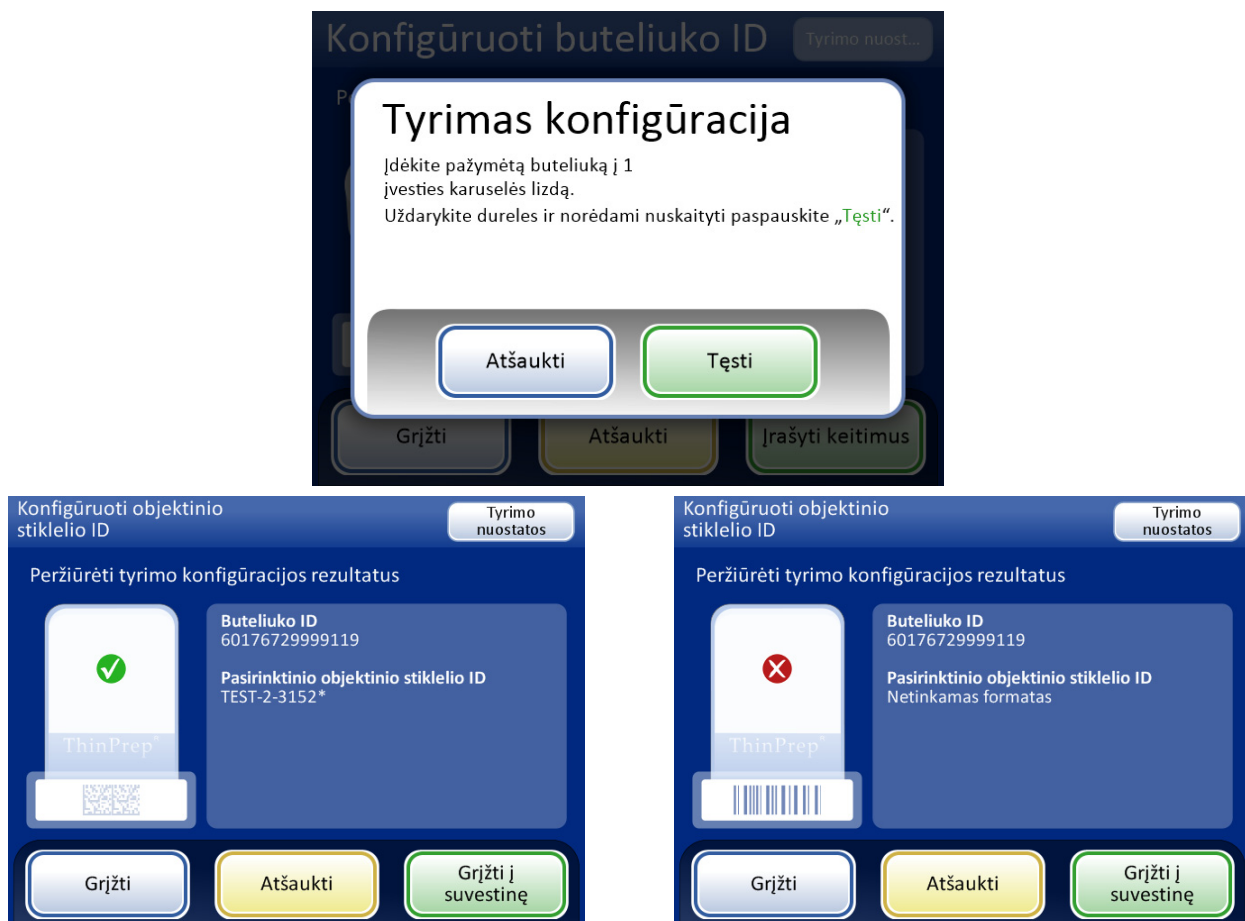 Konfigūruoti buteliuko ID
Tyrimo nuost...
Tyrimas konfigūracija
Įdėkite pažymėtą buteliuką į 1
įvesties karuselės lizdą.
Uždarykite dureles ir norėdami nuskaityti paspauskite „Tęsti“.
Atšaukti
Tęsti
Grįžti
Atšaukti
Įrašyti keitimus
Konfigūruoti objektinio
stiklelio ID
Tyrimo
nuostatos
Peržiūrėti tyrimo konfigūracijos rezultatus
Buteliuko ID
60176729999119
Pasirinktinio objektinio stiklelio ID
TEST-2-3152*
ThinPrep®
Grįžti
Atšaukti
Grįžti į
suvestinę
Konfigūruoti objektinio
stiklelio ID
Tyrimo
nuostatos
Peržiūrėti tyrimo konfigūracijos rezultatus
Buteliuko ID
60176729999119
Pasirinktinio objektinio stiklelio ID
Netinkamas formatas
ThinPrep®
Grįžti
Atšaukti
Grįžti į
suvestinę